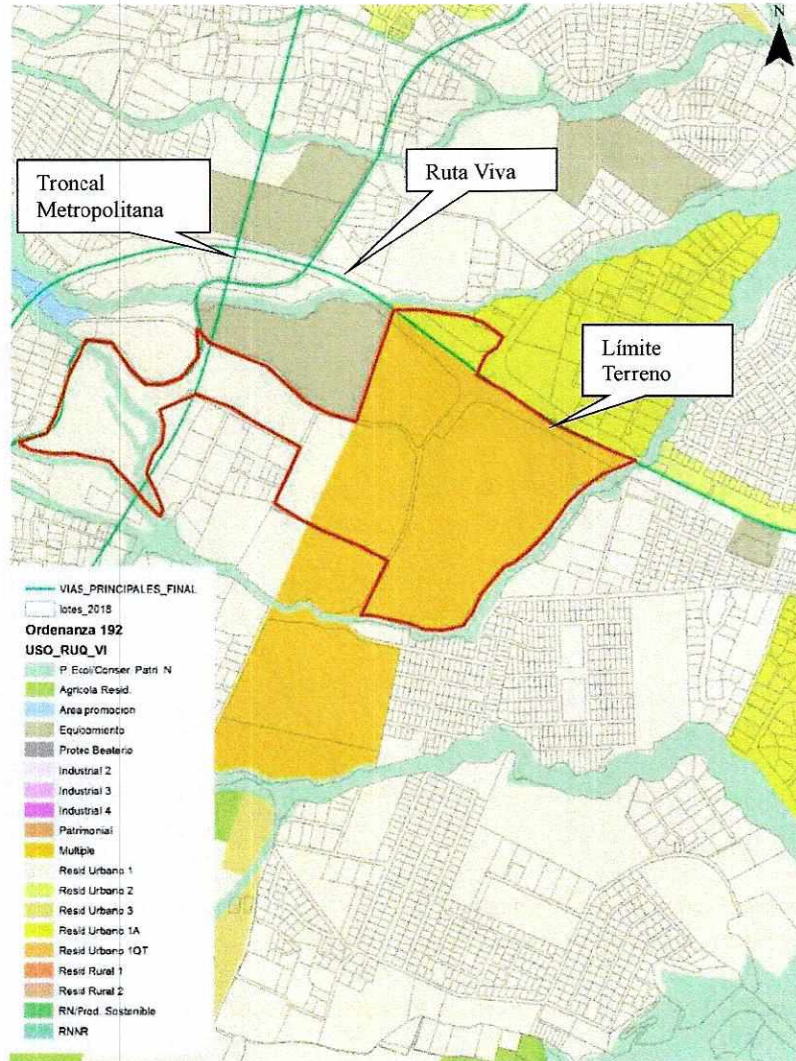 N
Troncal
Metropolitana
Ruta Viva
Límite
Terreno
VIAS_PRINCIPALES_FINAL
lotes_2018
Ordenanza 192
USO_RUQ_VI
P Ecol/Conser Patri N
Agricola Resid.
Area promocion
Equipamiento
Protec Beaterio
Industrial 2
Industrial 3
Industrial 4
Patrimonial
Multiple
Resid Urbano 1
Resid Urbano 2
Resid Urbano 3
Resid Urbano 1A
Resid Urbano 1QT
Resid Rural 1
Resid Rural 2
RN/Prod. Sostenible
RNNR